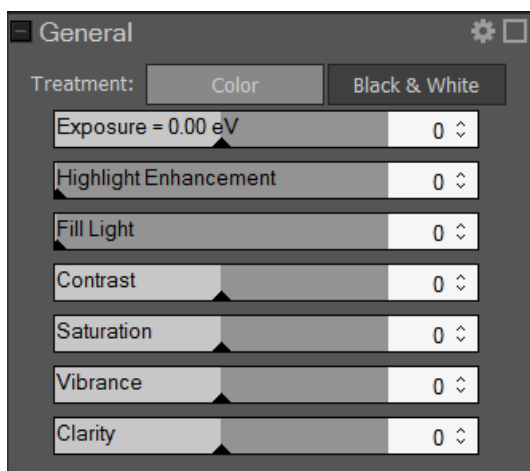 General
Treatment: Color Black & White
Exposure = 0.00 eV 0
Highlight Enhancement 0
Fill Light 0
Contrast 0
Saturation 0
Vibrance 0
Clarity 0